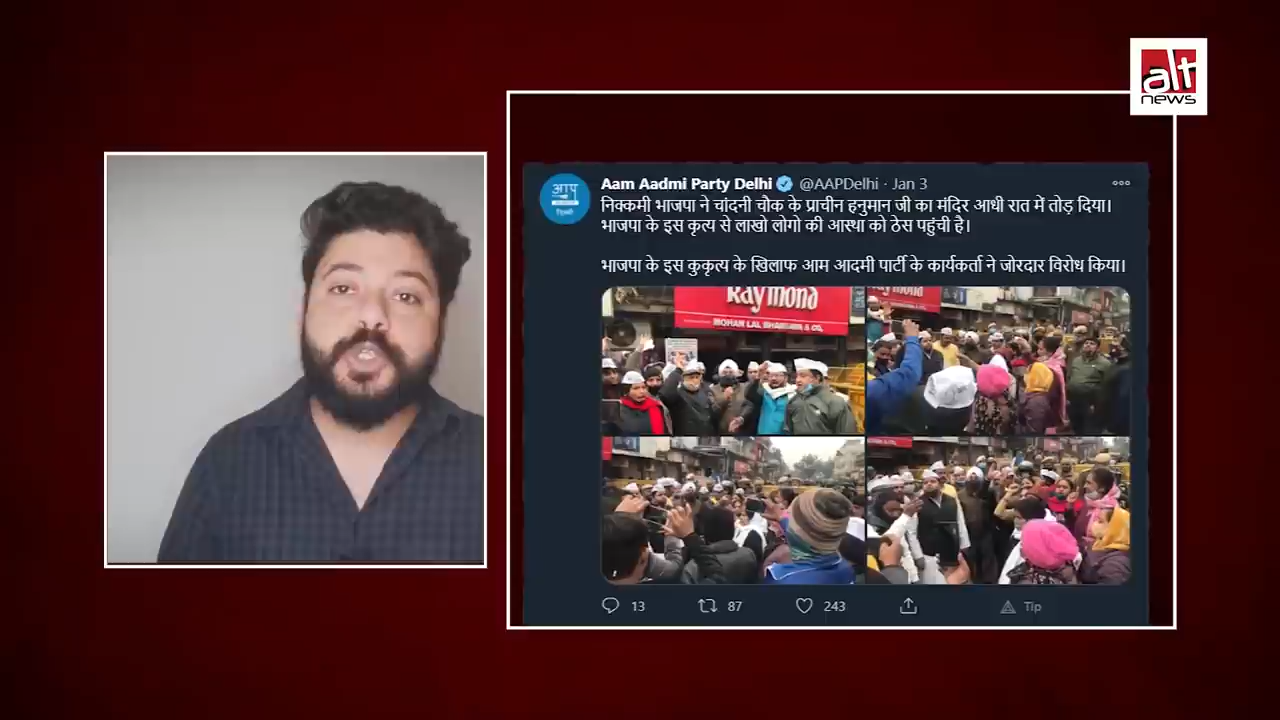 alt
news
आप
Aam Aadmi Party Delhi @AAPDelhi · Jan 3
निक्कमी भाजपा ने चांदनी चौक के प्राचीन हनुमान जी का मंदिर आधी रात में तोड़ दिया।
भाजपा के इस कृत्य से लाखो लोगो की आस्था को ठेस पहुंची है।
भाजपा के इस कुकृत्य के खिलाफ आम आदमी पार्टी के कार्यकर्ता ने जोरदार विरोध किया।
Raymond
MOHAN LAL & CO.
13 87 243 Tip